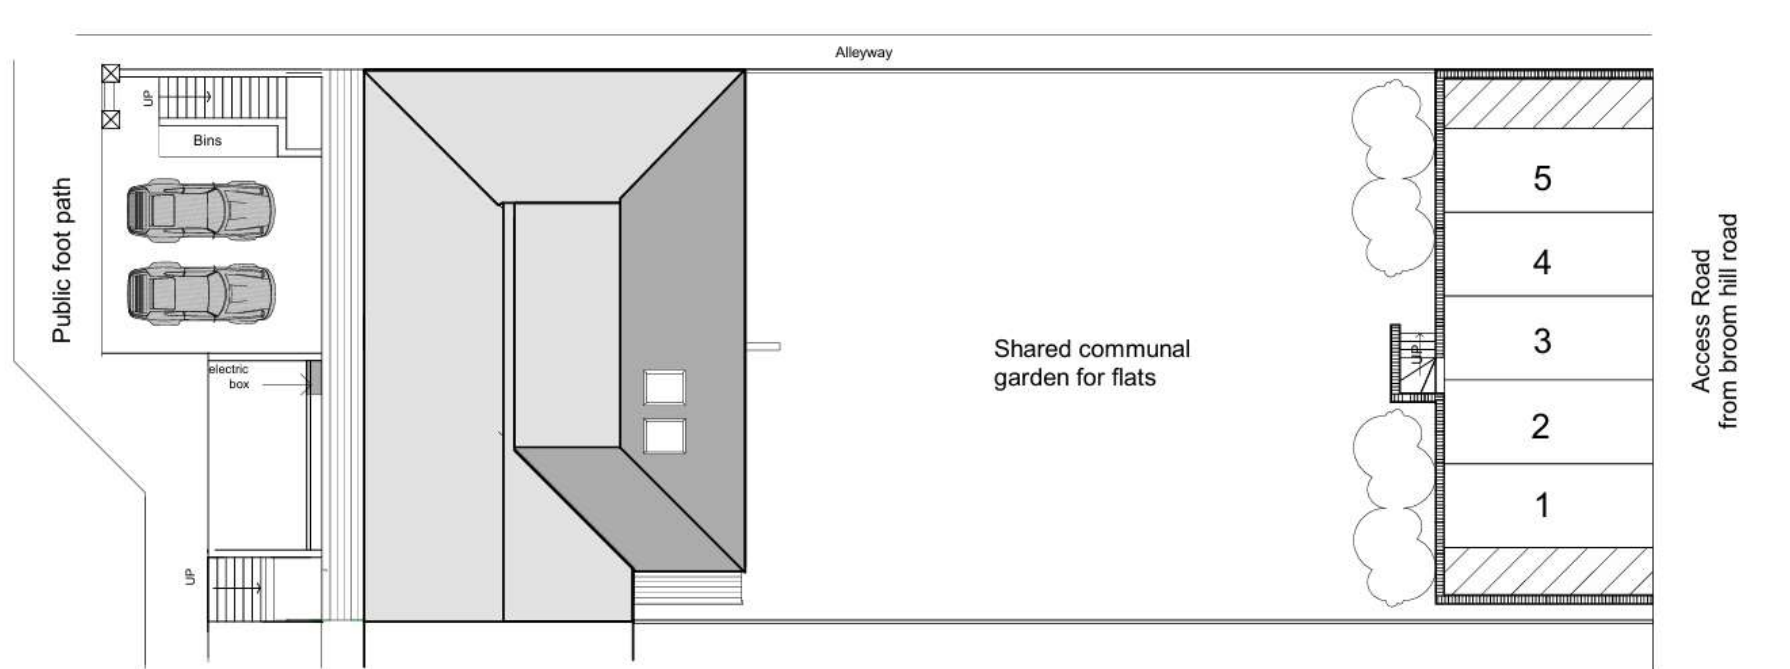 Alleyway
UP
Bins
Public foot path
electric
box
UP
Shared communal
garden for flats
UP
5
4
3
2
1
Access Road
from broom hill road